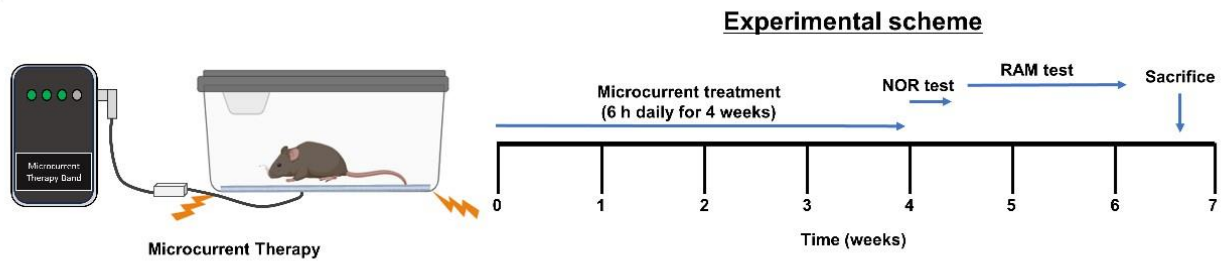 Experimental scheme
Microcurrent treatment
(6 h daily for 4 weeks)
NOR test
RAM test
Sacrifice
Microcurrent
Therapy Band
Microcurrent Therapy
0 1 2 3 4 5 6 7
Time (weeks)